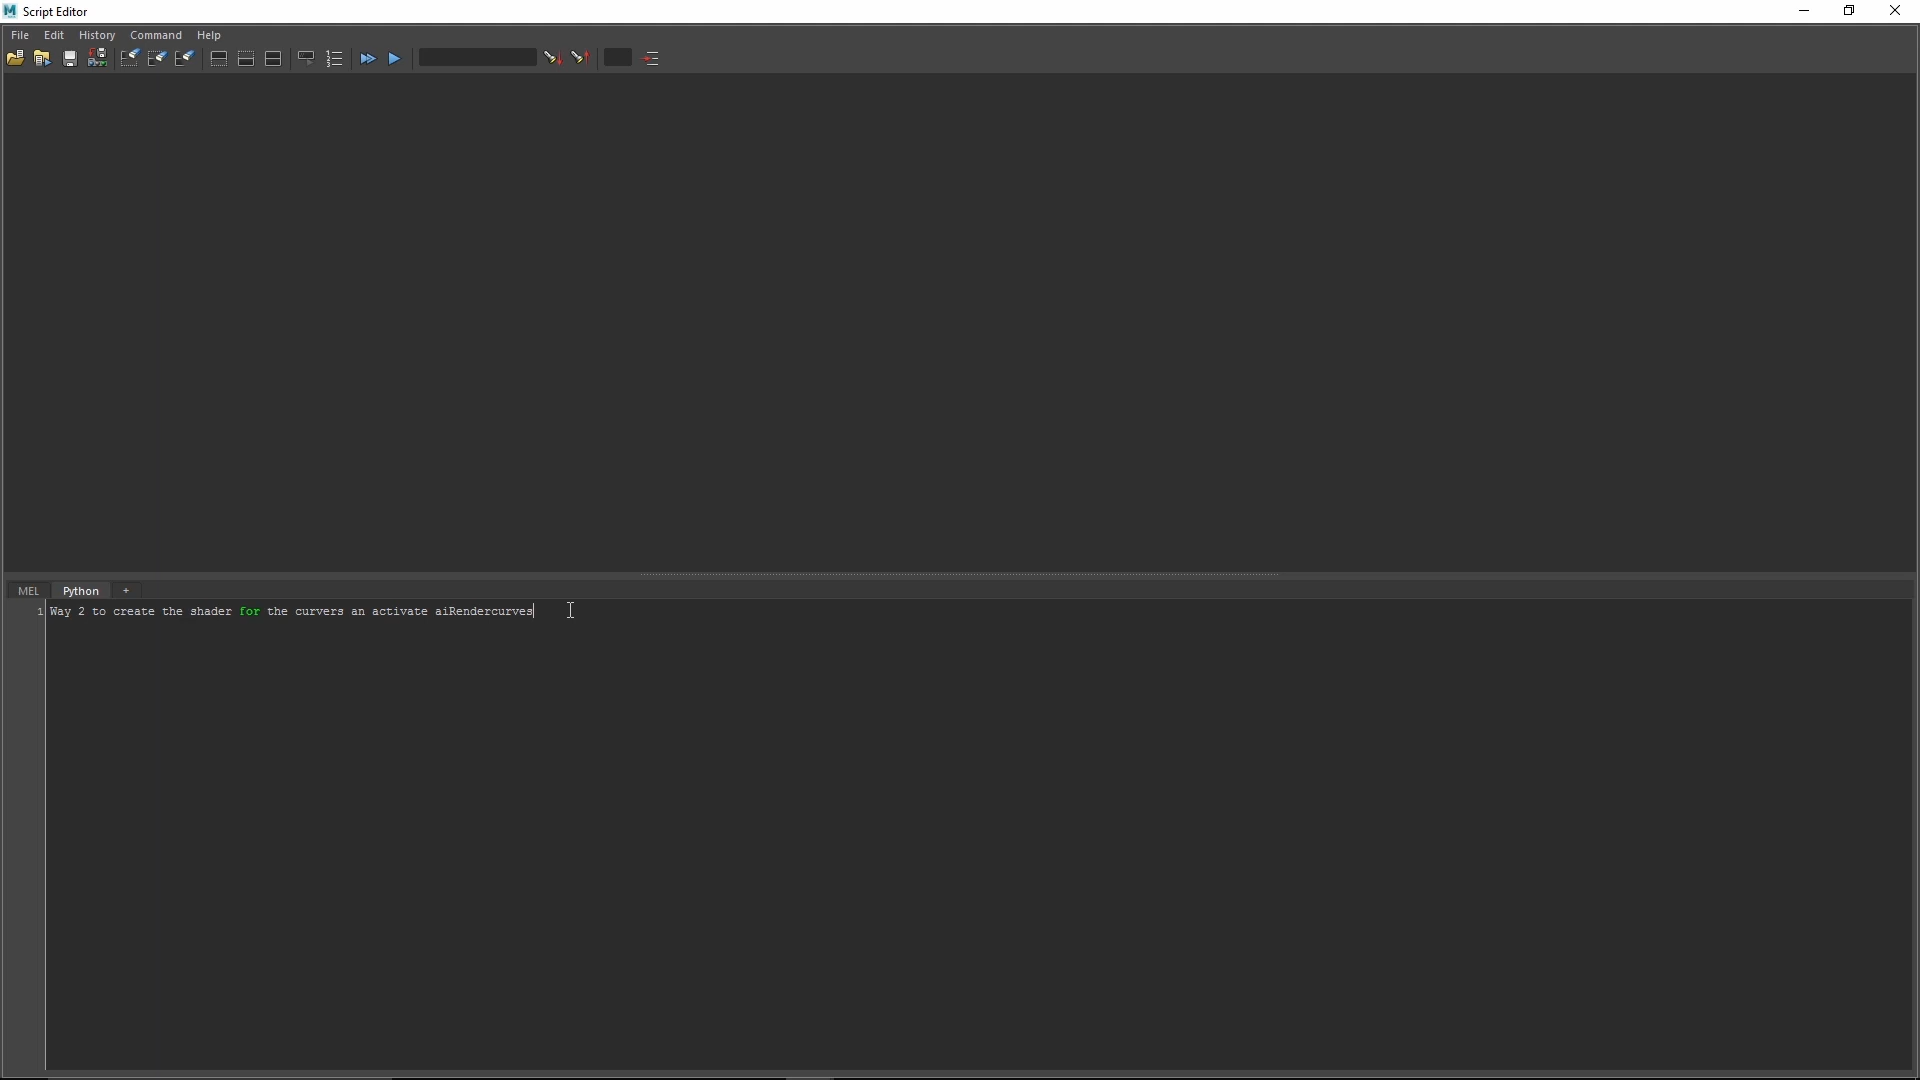 Script Editor
File Edit History Command Help
MEL Python +
1 Way 2 to create the shader for the curvers an activate aiRendercurves